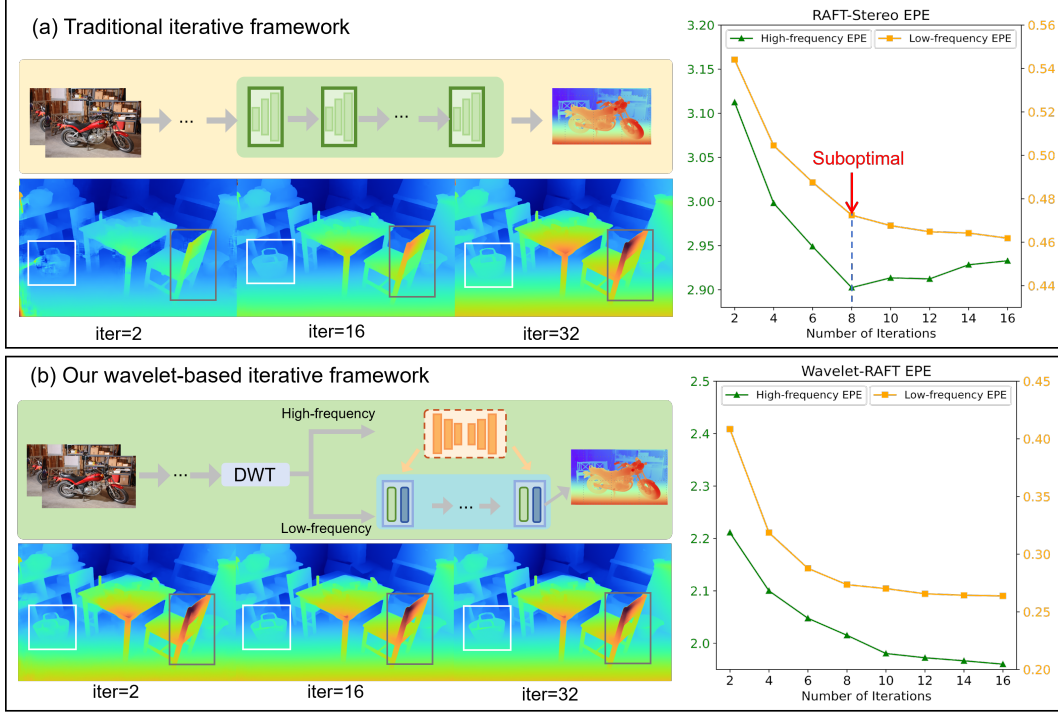 (a) Traditional iterative framework
...
...
iter=2
iter=16
iter=32
RAFT-Stereo EPE
High-frequency EPE
Low-frequency EPE
Suboptimal
3.20
3.15
3.10
3.05
3.00
2.95
2.90
0.56
0.54
0.52
0.50
0.48
0.46
0.44
2 4 6 8 10 12 14 16
Number of Iterations
(b) Our wavelet-based iterative framework
High-frequency
...
DWT
...
Low-frequency
iter=2
iter=16
iter=32
Wavelet-RAFT EPE
High-frequency EPE
Low-frequency EPE
2.5
2.4
2.3
2.2
2.1
2.0
0.45
0.40
0.35
0.30
0.25
0.20
2 4 6 8 10 12 14 16
Number of Iterations